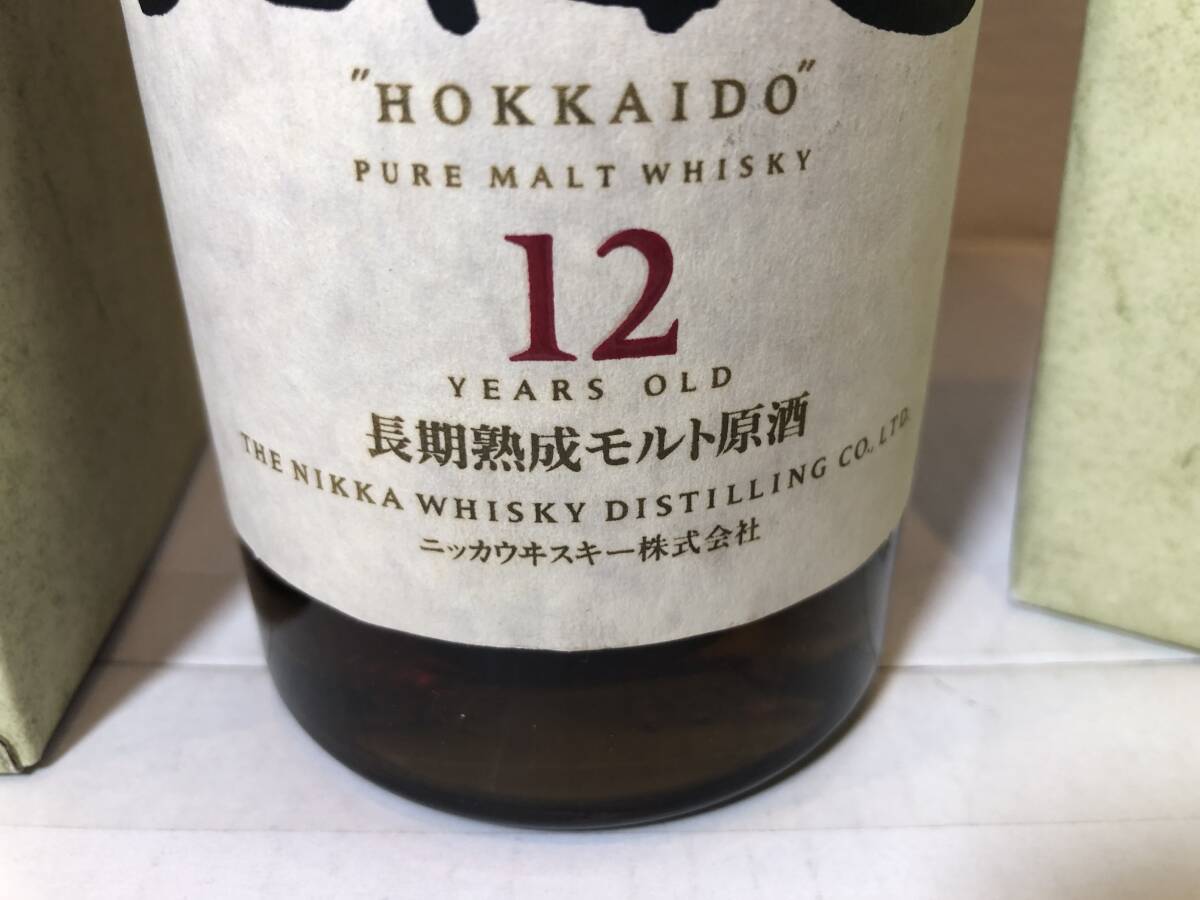 "HOKKAIDO"
PURE MALT WHISKY
12
YEARS OLD
長期熟成モルト原酒
THE NIKKA WHISKY DISTILLING CO., LTD.
ニッカウヰスキー株式会社